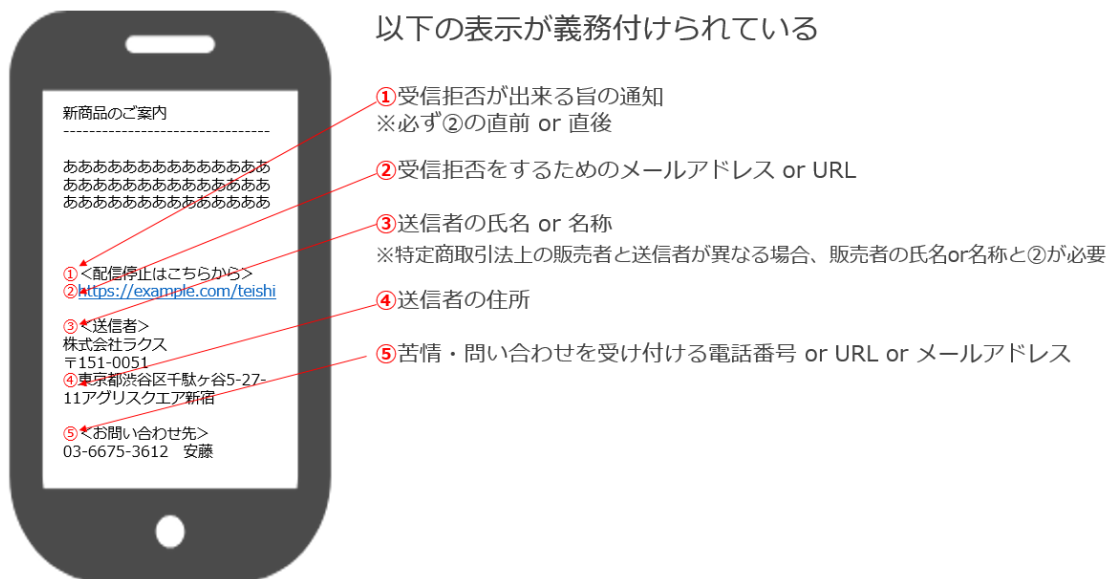 以下の表示が義務付けられている
新商品のご案内
--------------------------------
ああああああああああああああ
ああああああああああああああ
ああああああああああああああ
①<配信停止はこちらから>
②https://example.com/teishi
③<送信者>
株式会社ラクス
〒151-0051
④東京都渋谷区千駄ヶ谷5-27-
11アグリスクエア新宿
⑤<お問い合わせ先>
03-6675-3612 安藤
①受信拒否が出来る旨の通知
※必ず②の直前 or 直後
②受信拒否をするためのメールアドレス or URL
③送信者の氏名 or 名称
※特定商取引法上の販売者と送信者が異なる場合、販売者の氏名or名称と②が必要
④送信者の住所
⑤苦情・問い合わせを受け付ける電話番号 or URL or メールアドレス